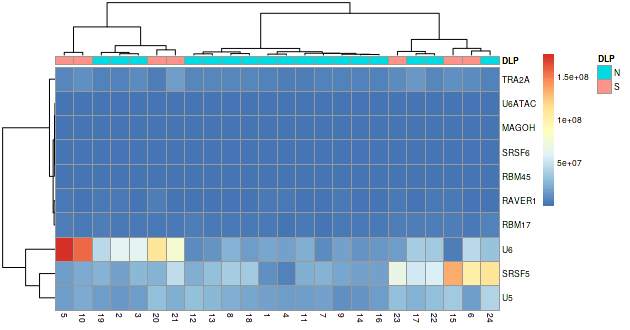 DLP
DLP
N
S
1.5e+08
1e+08
5e+07
TRA2A
U6ATAC
MAGOH
SRSF6
RBM45
RAVER1
RBM17
U6
SRSF5
U5
5 10 19 2 3 20 21 12 13 8 18 1 4 11 7 9 14 16 23 17 22 15 6 24